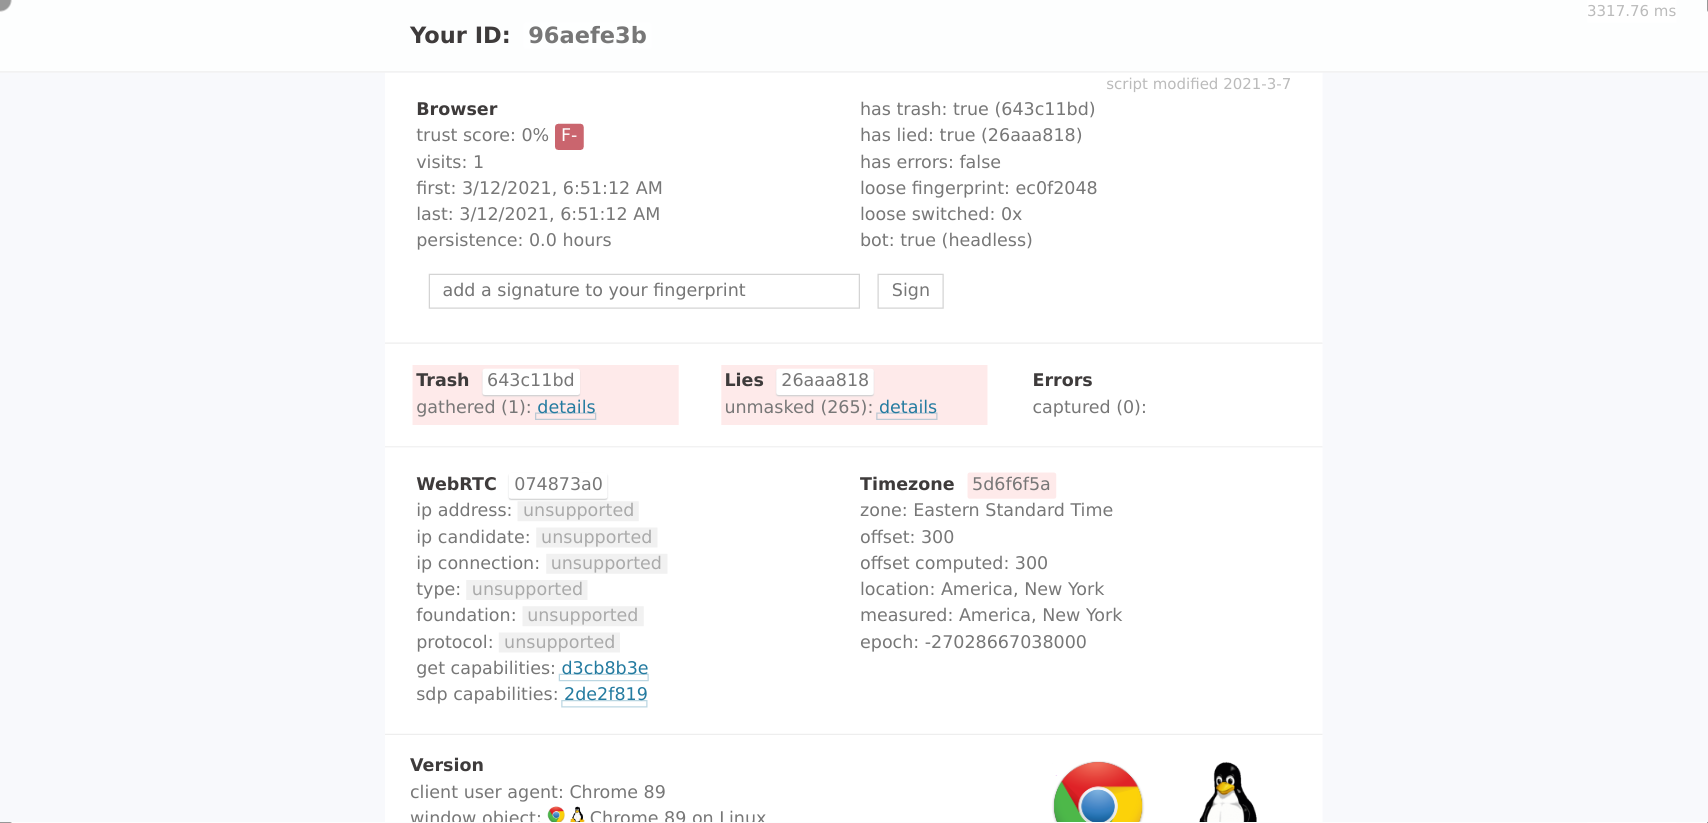 3317.76 ms
Your ID: 96aefe3b
script modified 2021-3-7
Browser
trust score: 0% F-
visits: 1
first: 3/12/2021, 6:51:12 AM
last: 3/12/2021, 6:51:12 AM
persistence: 0.0 hours
has trash: true (643c11bd)
has lied: true (26aaa818)
has errors: false
loose fingerprint: ec0f2048
loose switched: 0x
bot: true (headless)
add a signature to your fingerprint
Sign
Trash 643c11bd
gathered (1): details
Lies 26aaa818
unmasked (265): details
Errors
captured (0):
WebRTC 074873a0
ip address: unsupported
ip candidate: unsupported
ip connection: unsupported
type: unsupported
foundation: unsupported
protocol: unsupported
get capabilities: d3cb8b3e
sdp capabilities: 2de2f819
Timezone 5d6f6f5a
zone: Eastern Standard Time
offset: 300
offset computed: 300
location: America, New York
measured: America, New York
epoch: -27028667038000
Version
client user agent: Chrome 89
window object: Chrome 89 on Linux